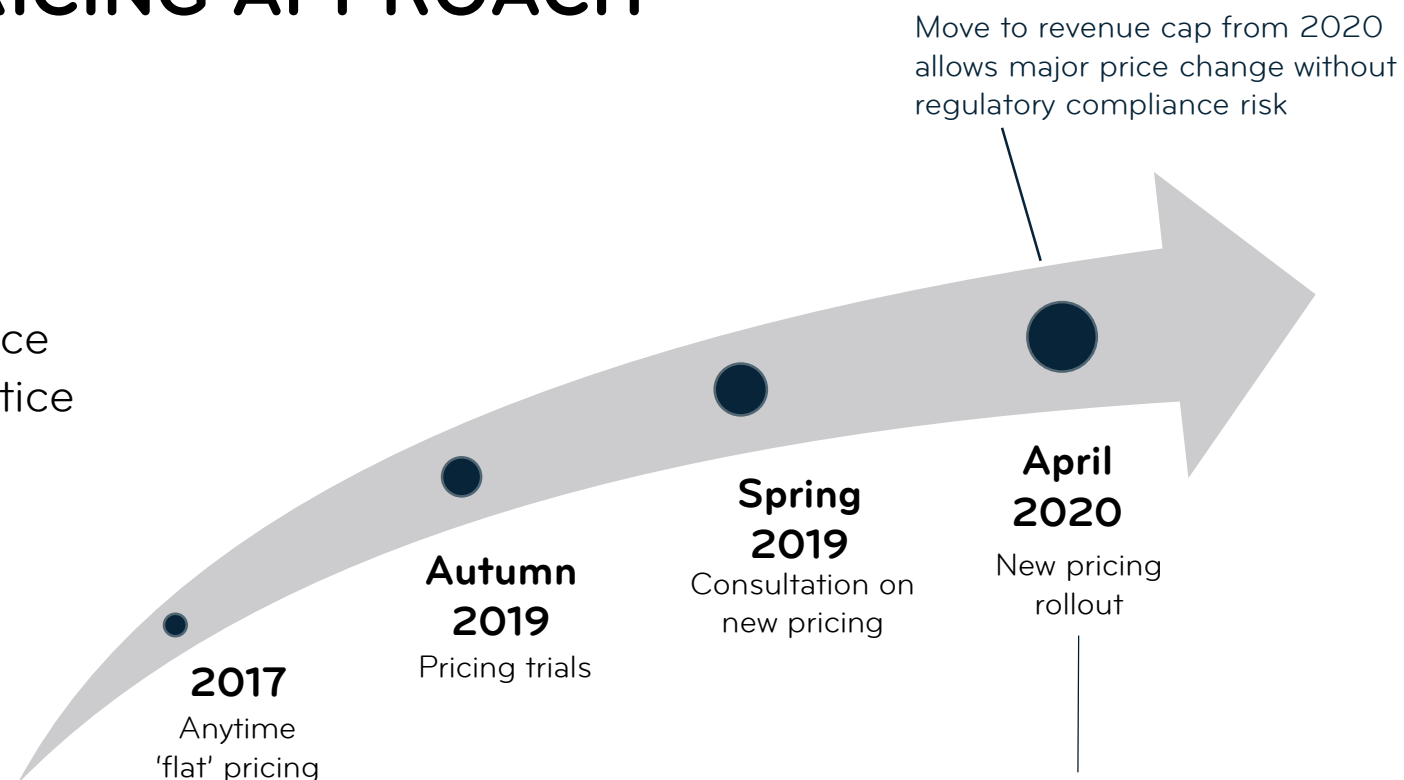 PRICING APPROACH
Move to revenue cap from 2020
allows major price change without
regulatory compliance risk
ce
tice
April
2020
New pricing
rollout
Spring
2019
Consultation on
new pricing
Autumn
2019
Pricing trials
2017
Anytime
'flat' pricing